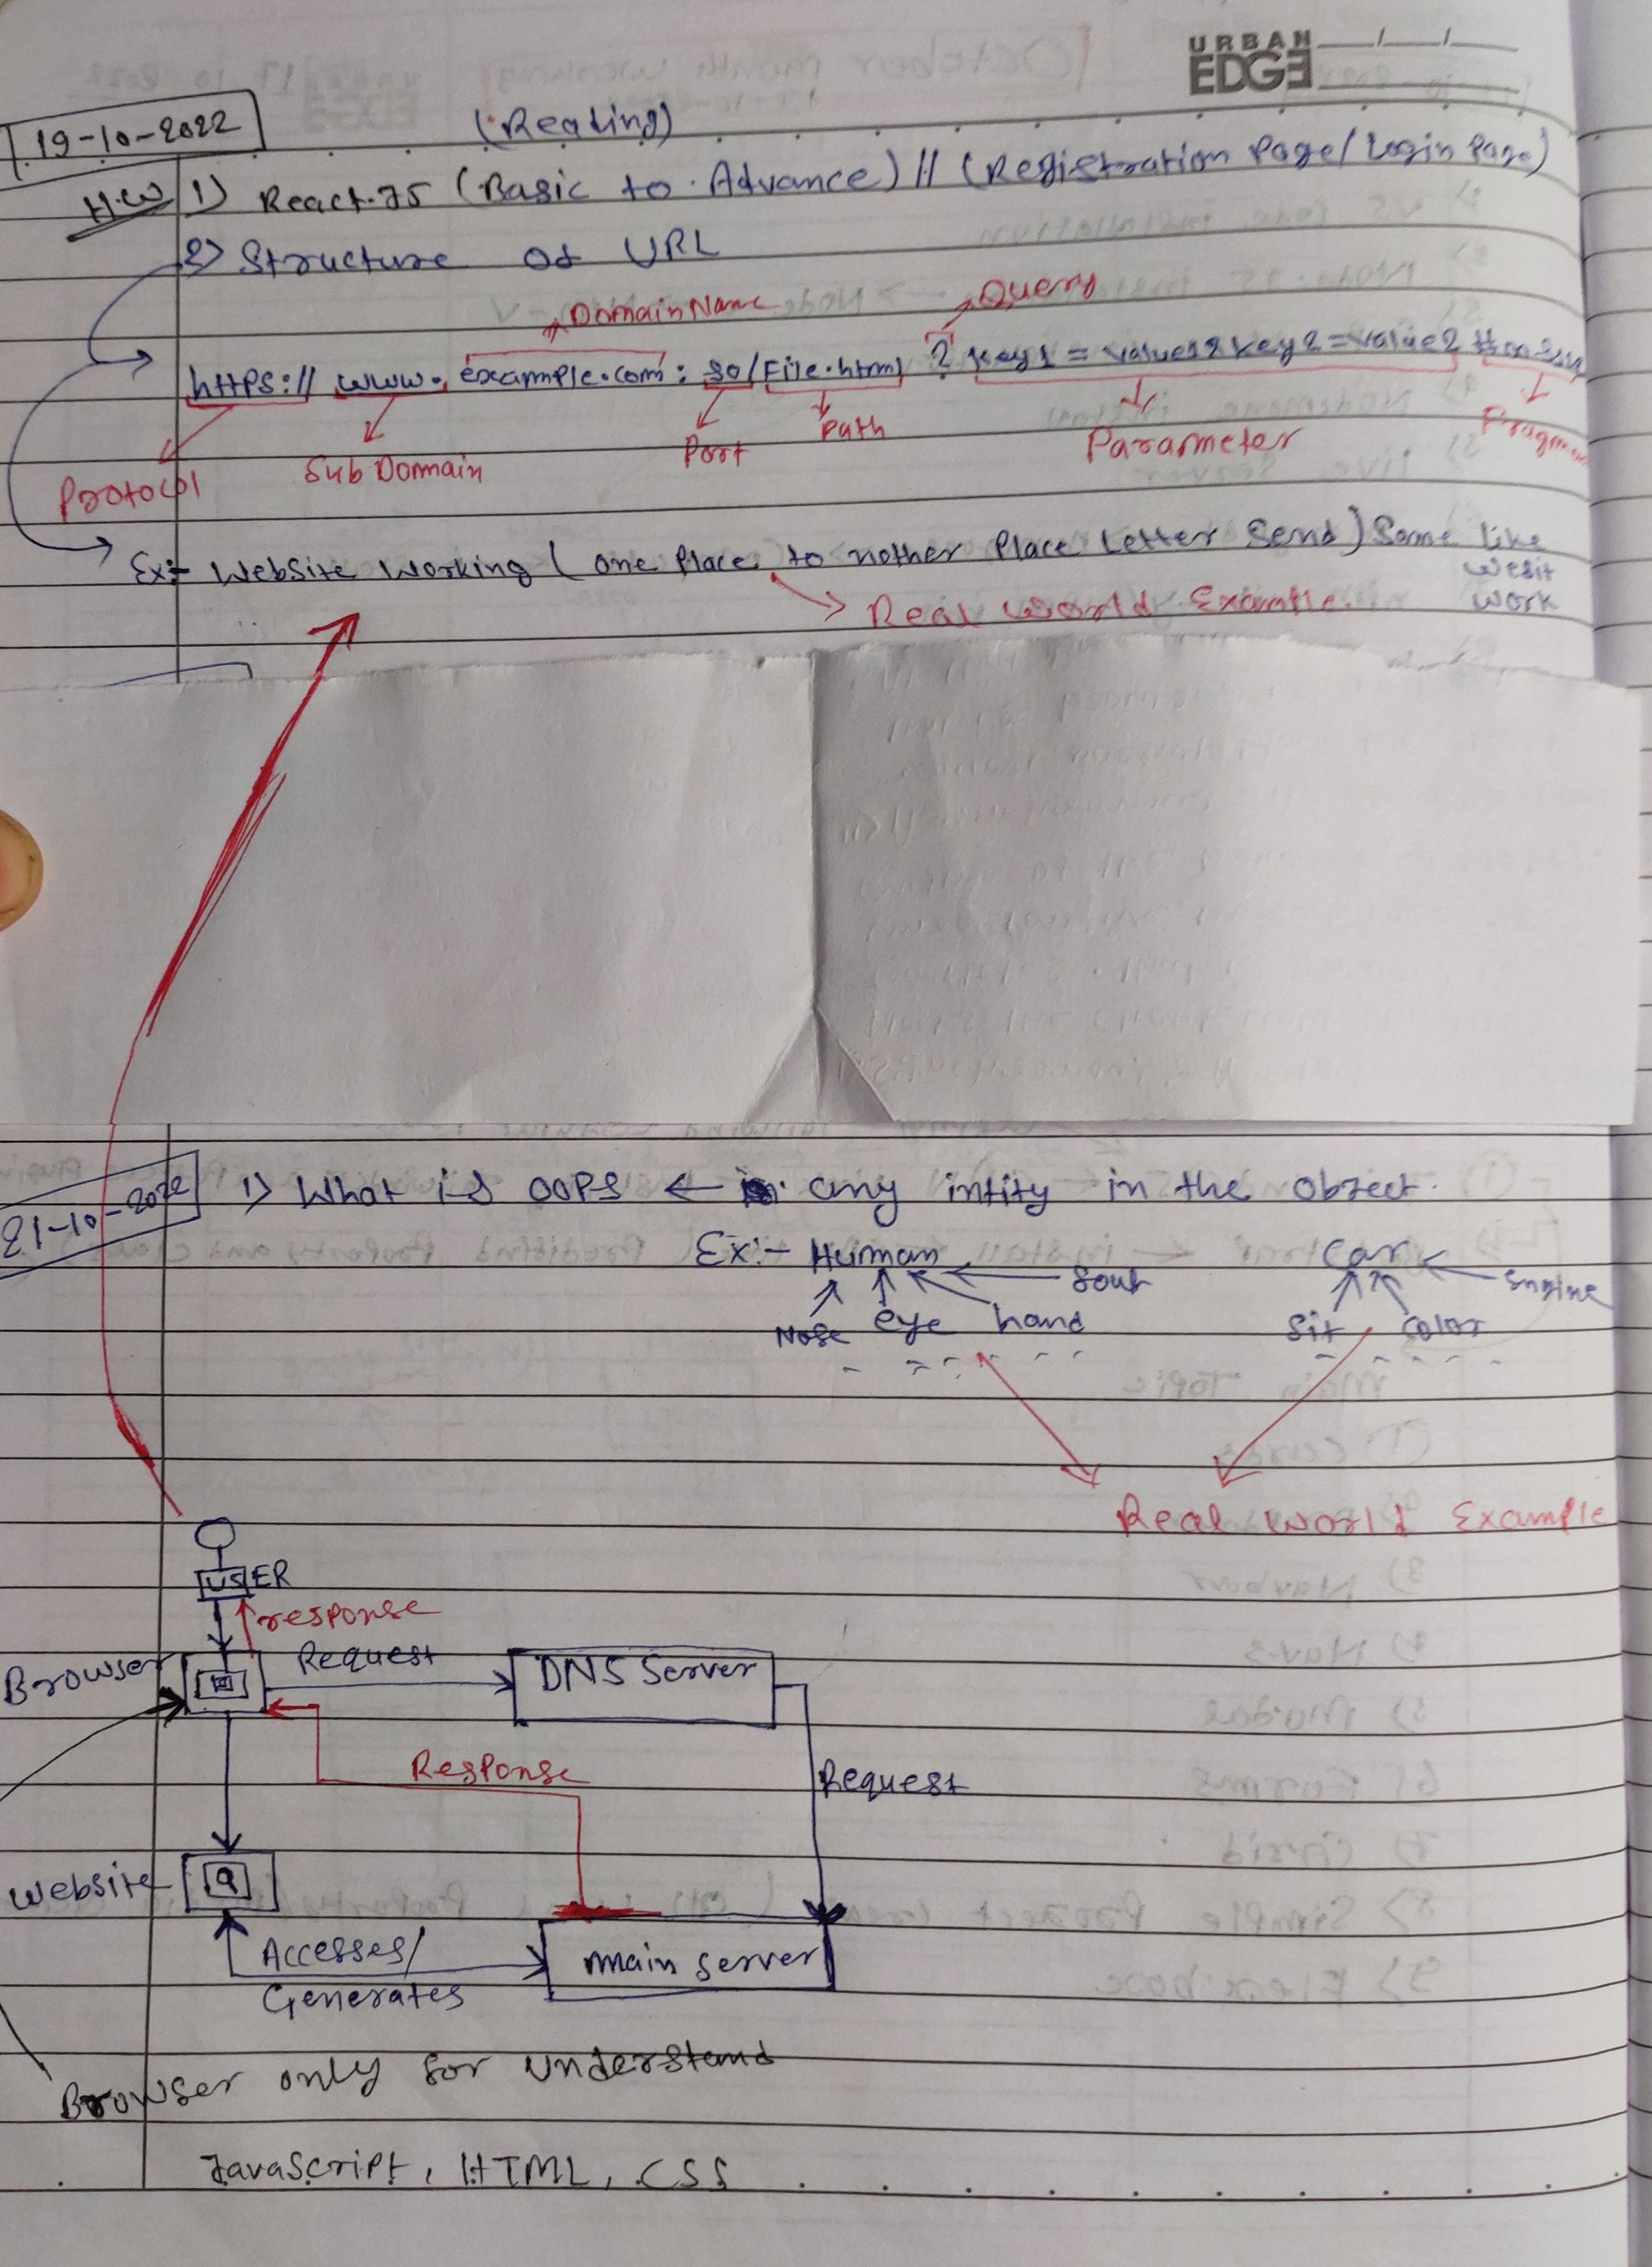 URBAN
EDGE
19-10-2022
(Reading)
H.W 1) React.JS (Basic to Advance) // (Registration Page/Login Page)
2) Structure of URL
Domain Name
Query
https:// www. example.com : 80/File.html ? key1 = value1 & key2 = value2 #
Protocol
Sub Domain
Port
Path
Parameter
Ex:- Website Working (one Place to nother Place Letter Send) Same like
wesit
work
Real World Example.
21-10-2022
1) What is OOPS ← any intity in the Object.
Ex:- Human
Car
Nose
eye
hand
Sit
Color
Engine
Real World Example
USER
response
Browser
Request
DNS Server
Response
Request
Website
Accesses/
Generates
main server
Browser only for understand
JavaScript, HTML, CSS